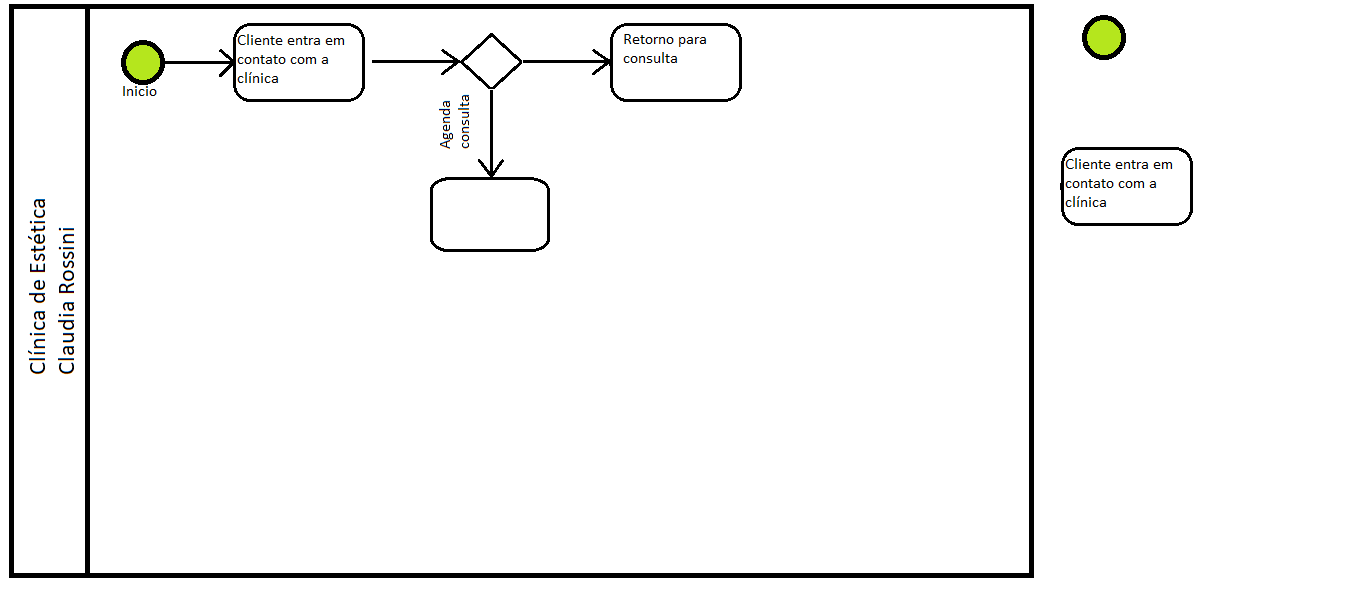 Clínica de Estética
Claudia Rossini
Inicio
Cliente entra em
contato com a
clínica
Agenda
consulta
Retorno para
consulta
Cliente entra em
contato com a
clínica